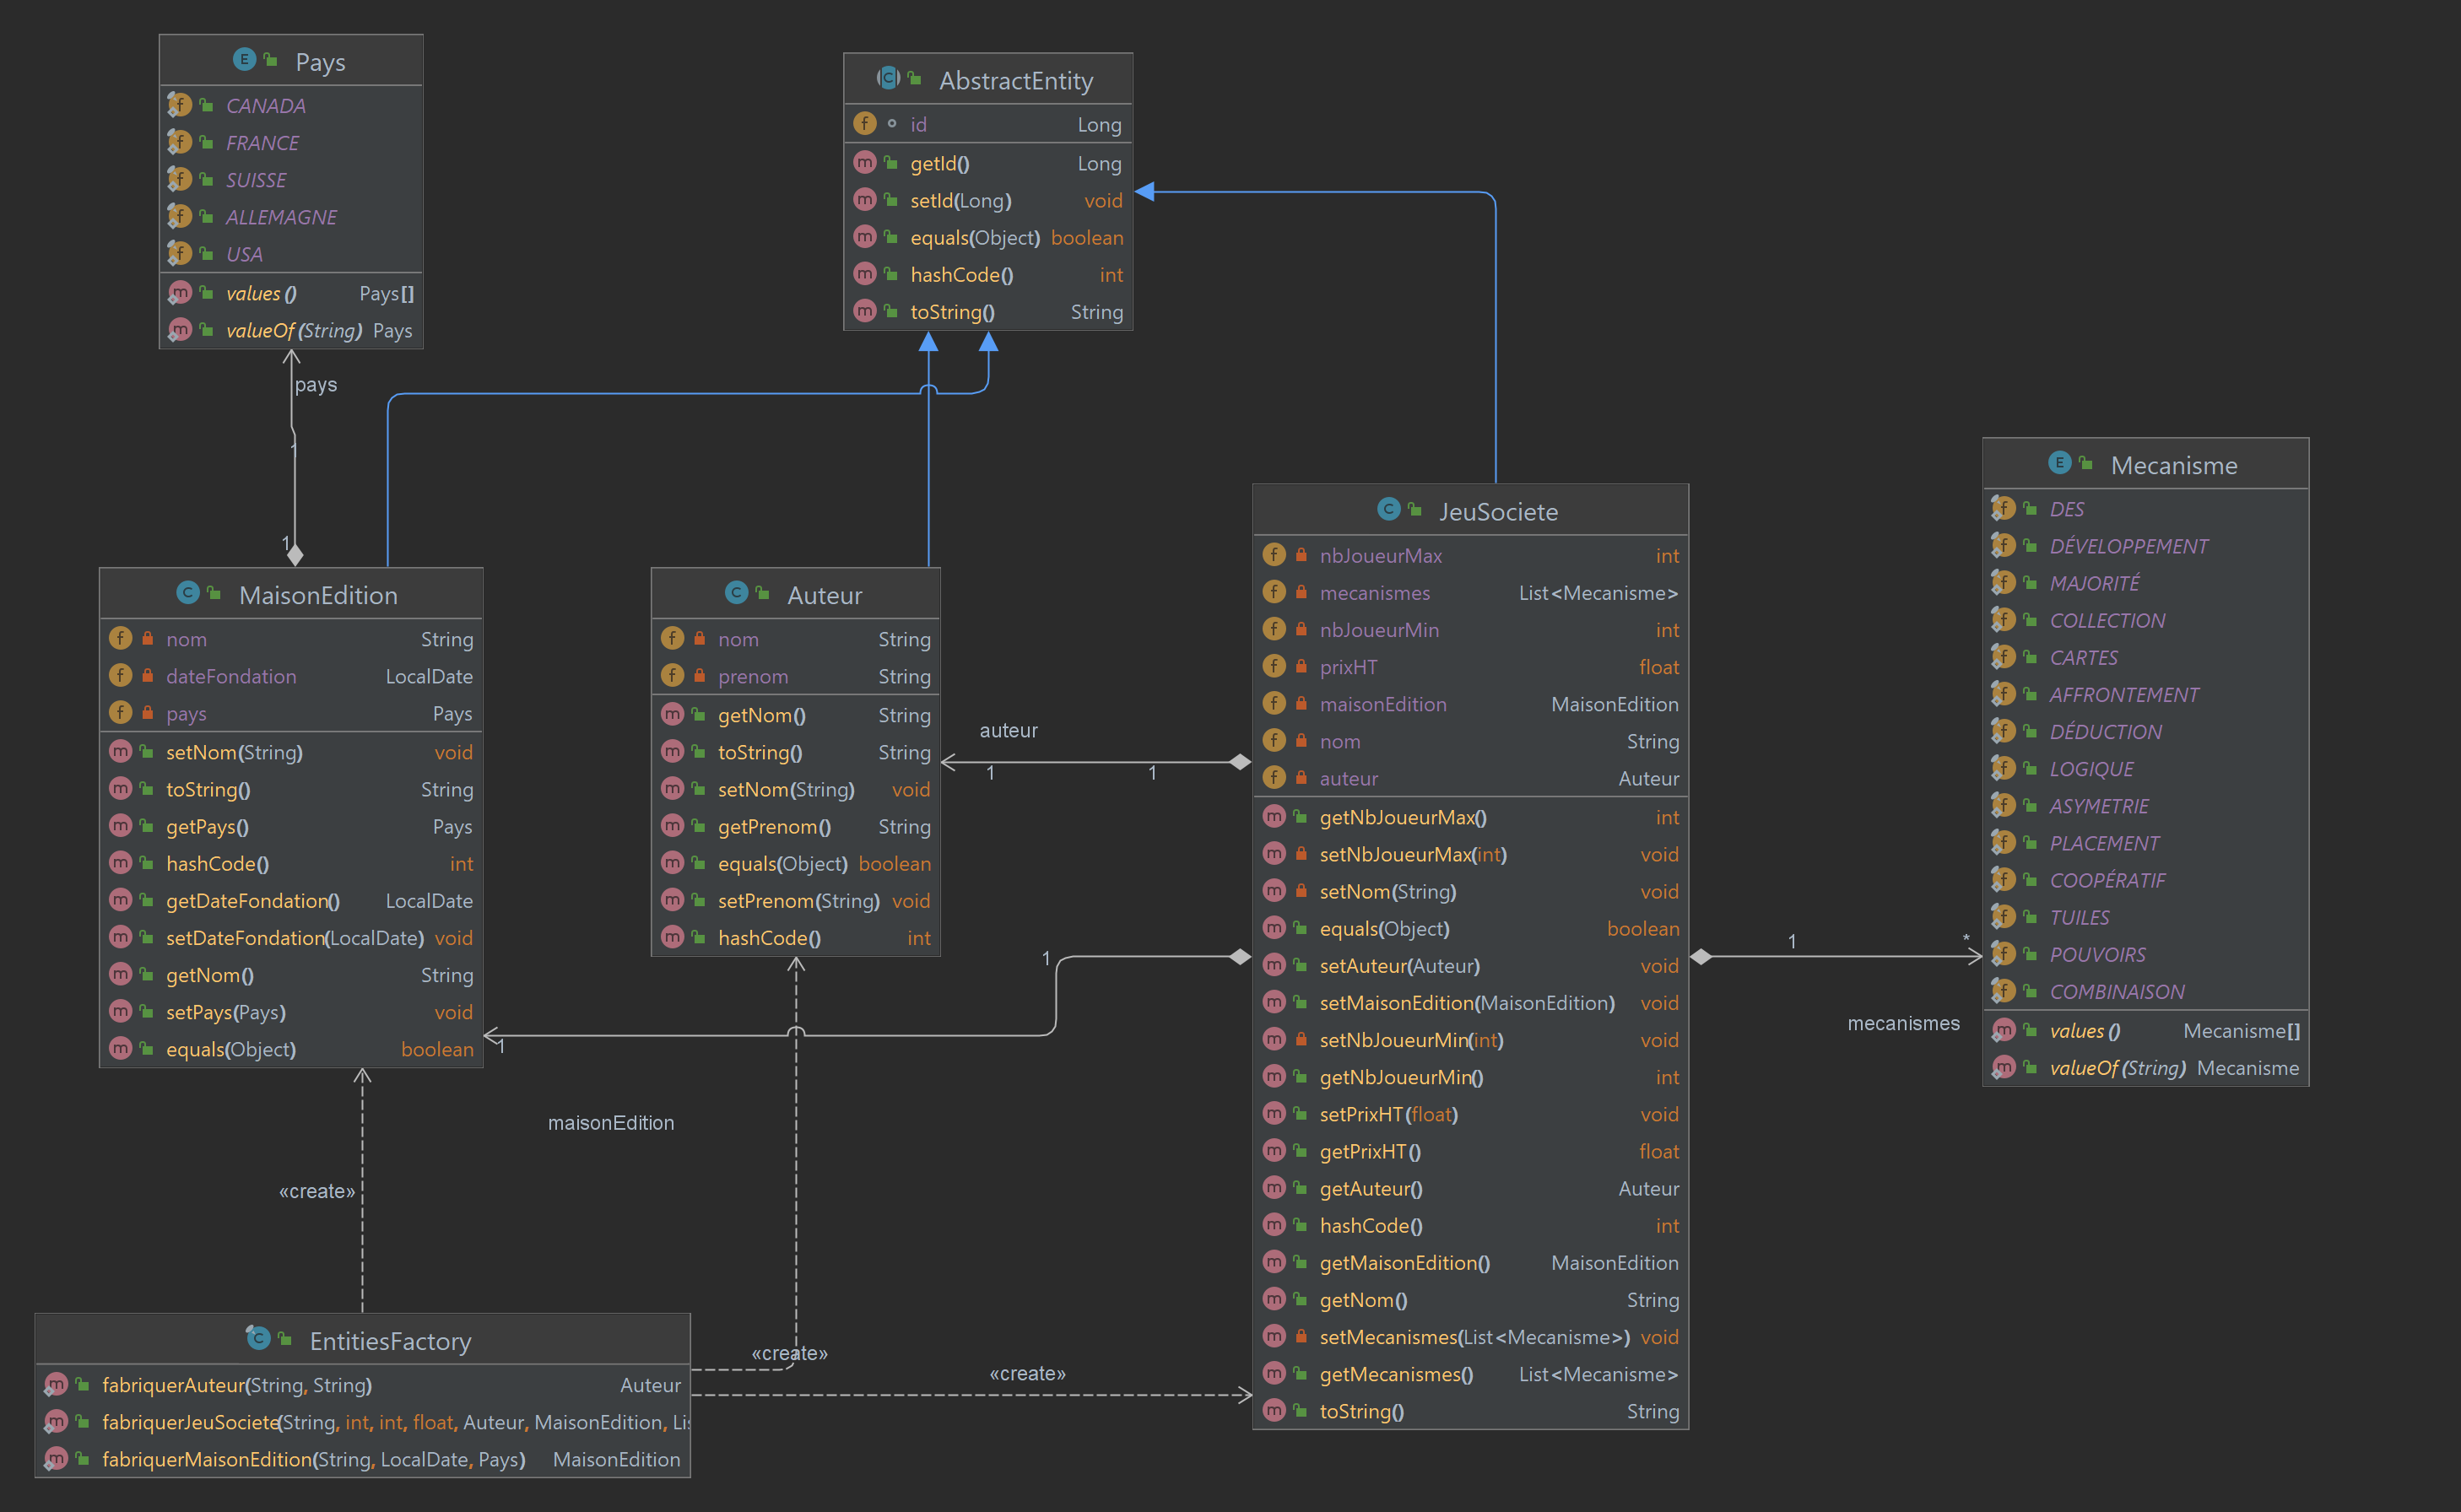 Pays
CANADA
FRANCE
SUISSE
ALLEMAGNE
USA
values () Pays[]
valueOf (String) Pays
AbstractEntity
id Long
getId() Long
setId(Long) void
equals(Object) boolean
hashCode() int
toString() String
pays
1
1
MaisonEdition
nom String
dateFondation LocalDate
pays Pays
setNom(String) void
toString() String
getPays() Pays
hashCode() int
getDateFondation() LocalDate
setDateFondation(LocalDate) void
getNom() String
setPays(Pays) void
equals(Object) boolean
Auteur
nom String
prenom String
getNom() String
toString() String
setNom(String) void
getPrenom() String
equals(Object) boolean
setPrenom(String) void
hashCode() int
auteur
1 1
1
1
maisonEdition
JeuSociete
nbJoueurMax int
mecanismes List<Mecanisme>
nbJoueurMin int
prixHT float
maisonEdition MaisonEdition
nom String
auteur Auteur
getNbJoueurMax() int
setNbJoueurMax(int) void
setNom(String) void
equals(Object) boolean
setAuteur(Auteur) void
setMaisonEdition(MaisonEdition) void
setNbJoueurMin(int) void
getNbJoueurMin() int
setPrixHT(float) void
getPrixHT() float
getAuteur() Auteur
hashCode() int
getMaisonEdition() MaisonEdition
getNom() String
setMecanismes(List<Mecanisme>) void
getMecanismes() List<Mecanisme>
toString() String
1 *
mecanismes
Mecanisme
DES
DÉVELOPPEMENT
MAJORITÉ
COLLECTION
CARTES
AFFRONTEMENT
DÉDUCTION
LOGIQUE
ASYMETRIE
PLACEMENT
COOPÉRATIF
TUILES
POUVOIRS
COMBINAISON
values () Mecanisme[]
valueOf (String) Mecanisme
«create»
«create»
«create»
EntitiesFactory
fabriquerAuteur(String, String) Auteur
fabriquerJeuSociete(String, int, int, float, Auteur, MaisonEdition,
fabriquerMaisonEdition(String, LocalDate, Pays) MaisonEdition